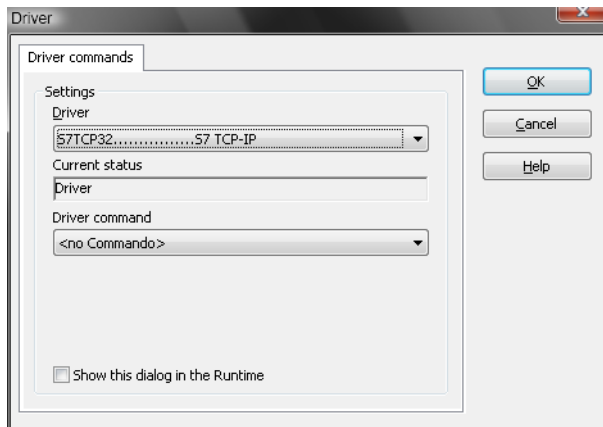 Driver
Driver commands
Settings
Driver
S7TCP32................S7 TCP-IP
Current status
Driver
Driver command
<no Commando>
Show this dialog in the Runtime
OK
Cancel
Help